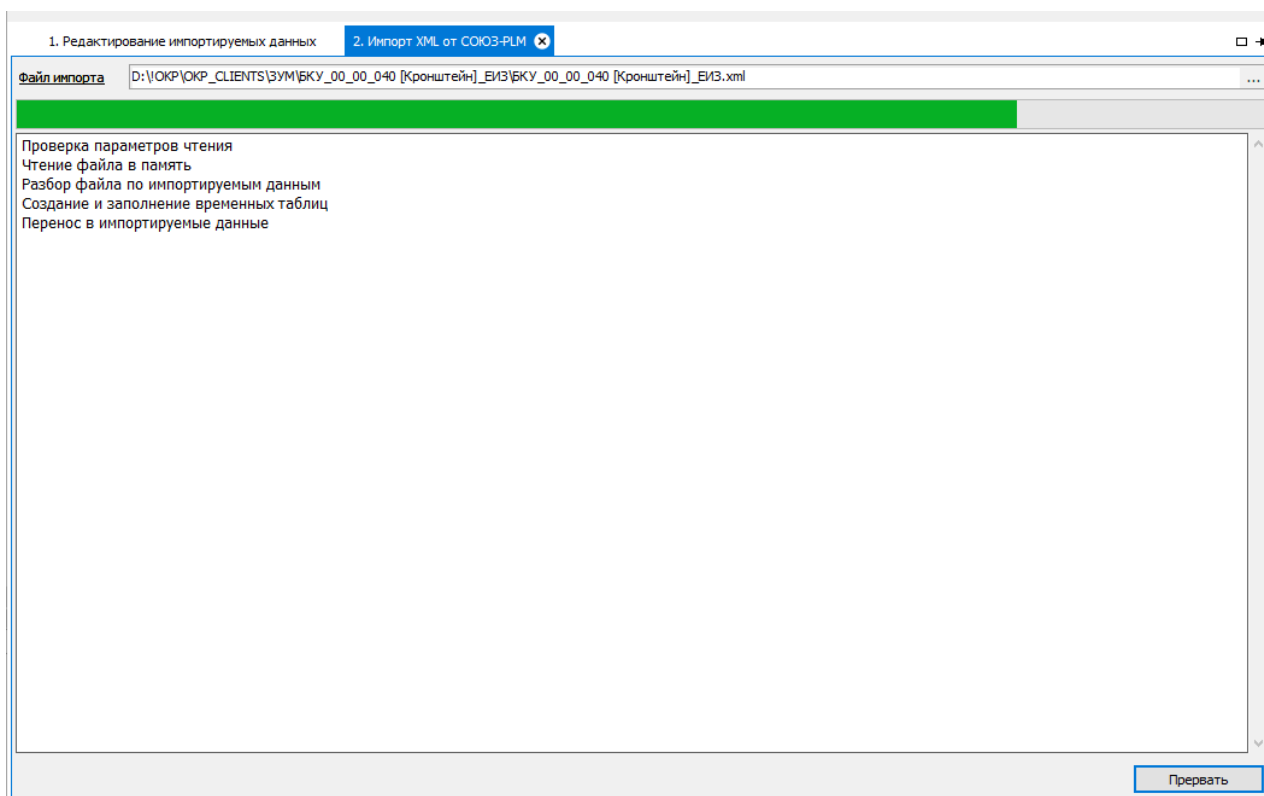 1. Редактирование импортируемых данных 2. Импорт XML от СОЮЗ-PLM
Файл импорта D:\!OKP\OKP_CLIENTS\ЗУМ\БКУ_00_00_040 [Кронштейн]_ЕИЗ\БКУ_00_00_040 [Кронштейн]_ЕИЗ.xml ...
Проверка параметров чтения
Чтение файла в память
Разбор файла по импортируемым данным
Создание и заполнение временных таблиц
Перенос в импортируемые данные
Прервать